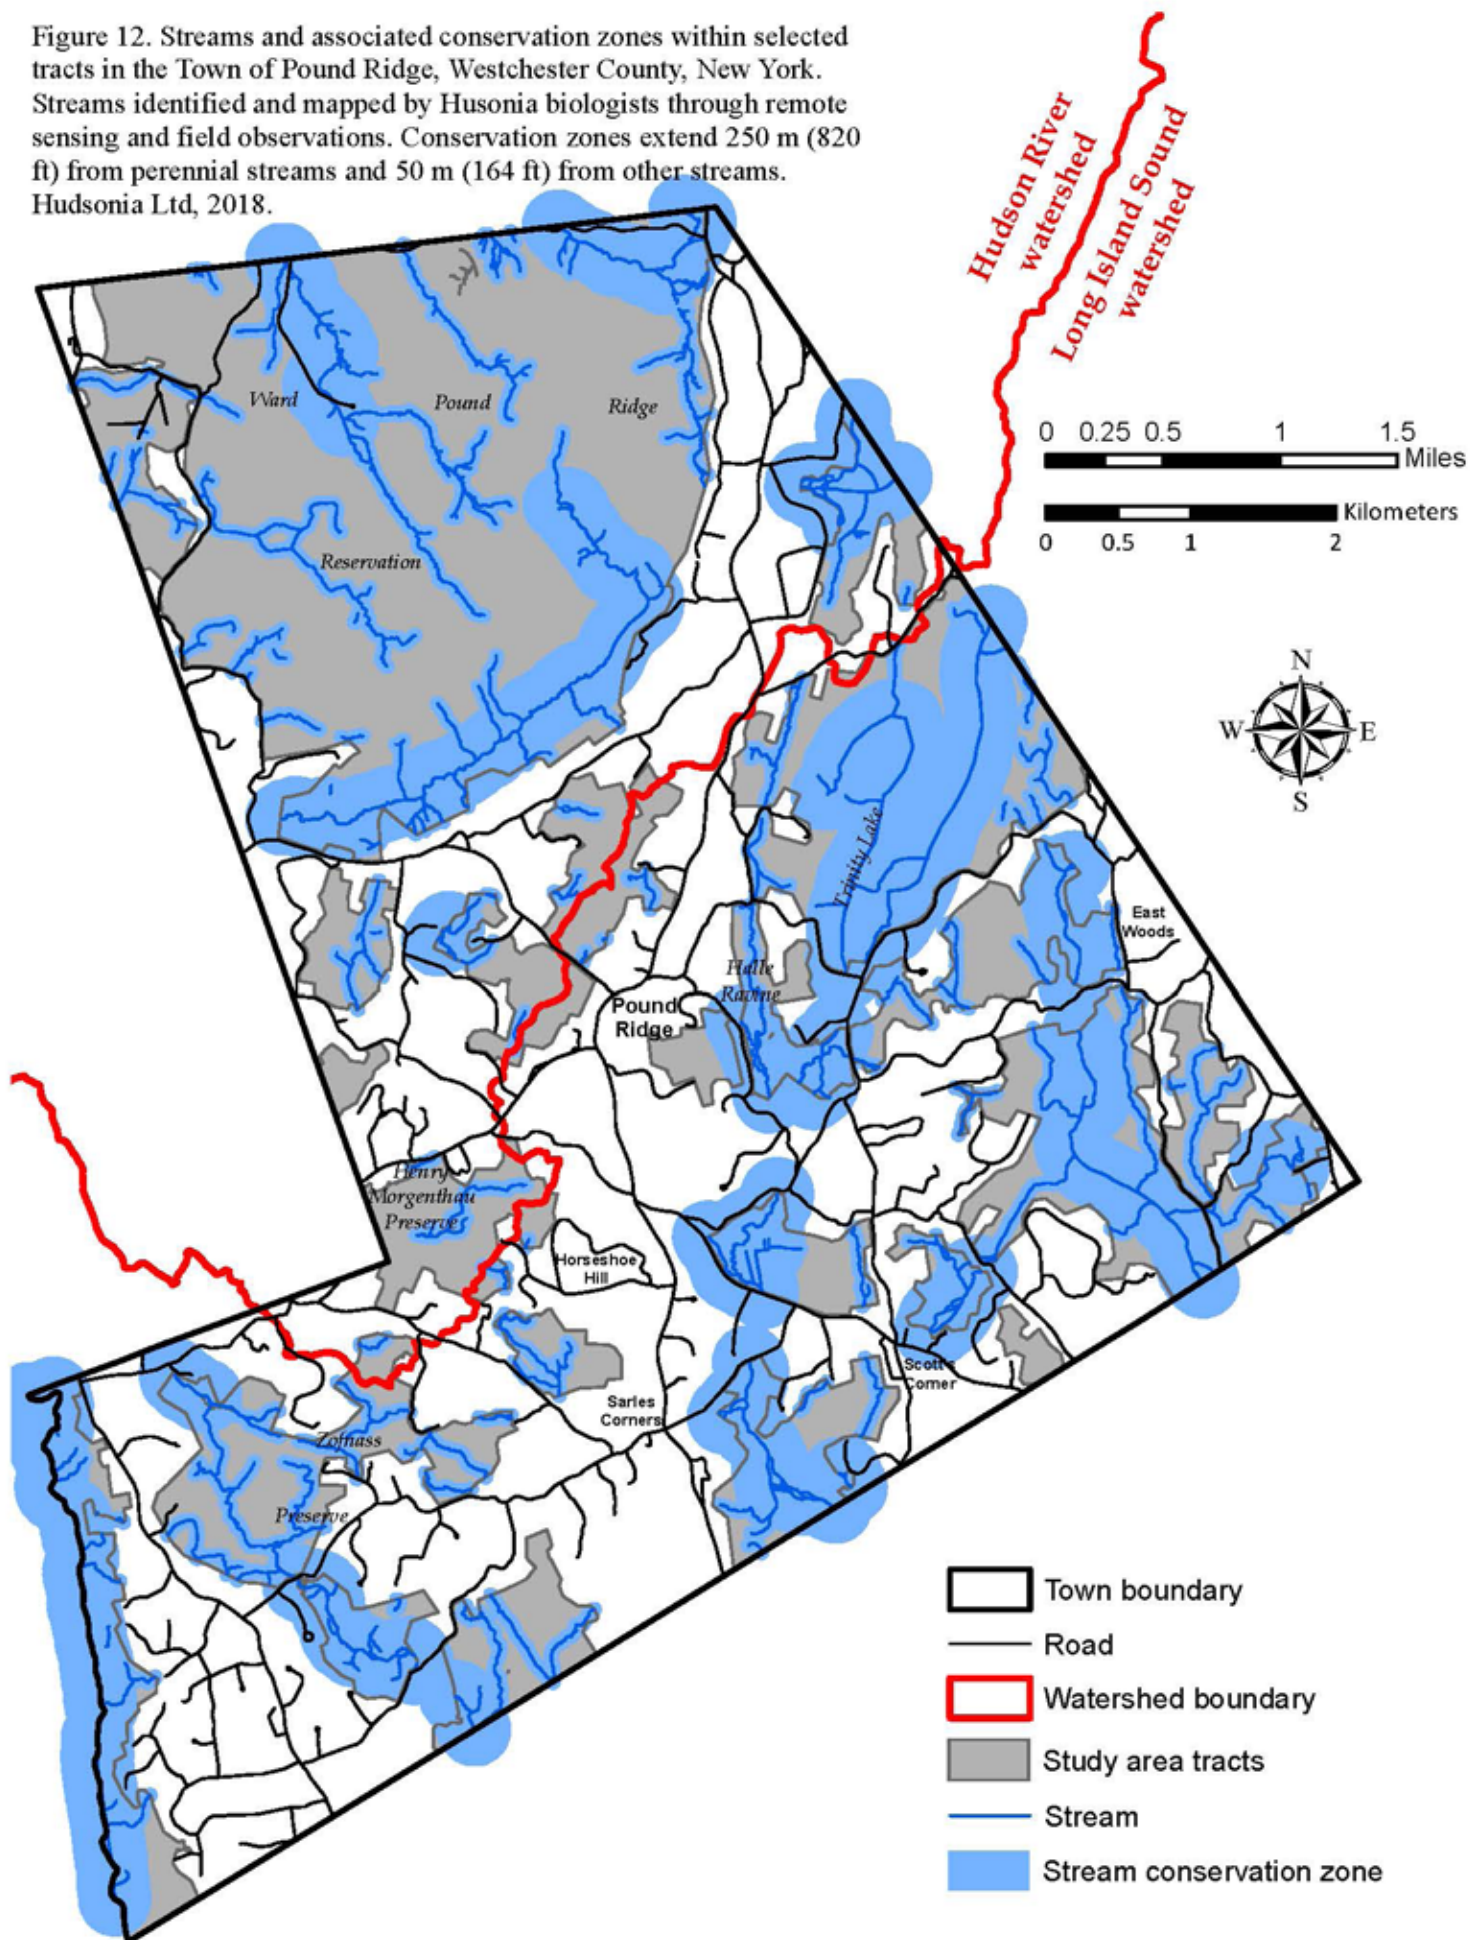 Figure 12. Streams and associated conservation zones within selected
tracts in the Town of Pound Ridge, Westchester County, New York.
Streams identified and mapped by Husonia biologists through remote
sensing and field observations. Conservation zones extend 250 m (820
ft) from perennial streams and 50 m (164 ft) from other streams.
Hudsonia Ltd, 2018.
Hudson River
watershed
Long Island Sound
watershed
0 0.25 0.5 1 1.5
Miles
Kilometers
0 0.5 1 2
N
W E
S
Ward Pound Ridge
Reservation
Trinity Lake
East
Woods
Halle
Ravine
Pound
Ridge
Henry
Morgenthau
Preserve
Horseshoe
Hill
Scott's
Corner
Sarles
Corners
Zofnass
Preserve
Town boundary
Road
Watershed boundary
Study area tracts
Stream
Stream conservation zone